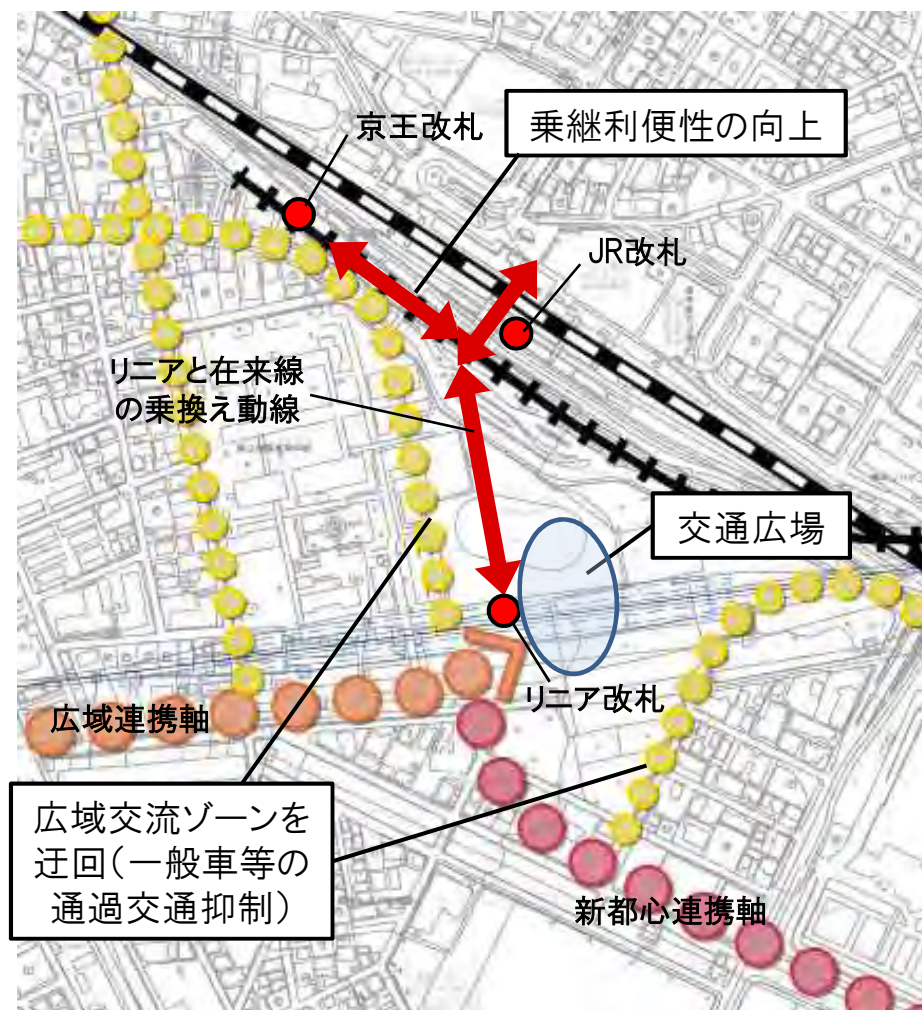 京王改札
乗継利便性の向上
JR改札
リニアと在来線
の乗換え動線
交通広場
リニア改札
広域連携軸
広域交流ゾーンを
迂回(一般車等の
通過交通抑制)
新都心連携軸